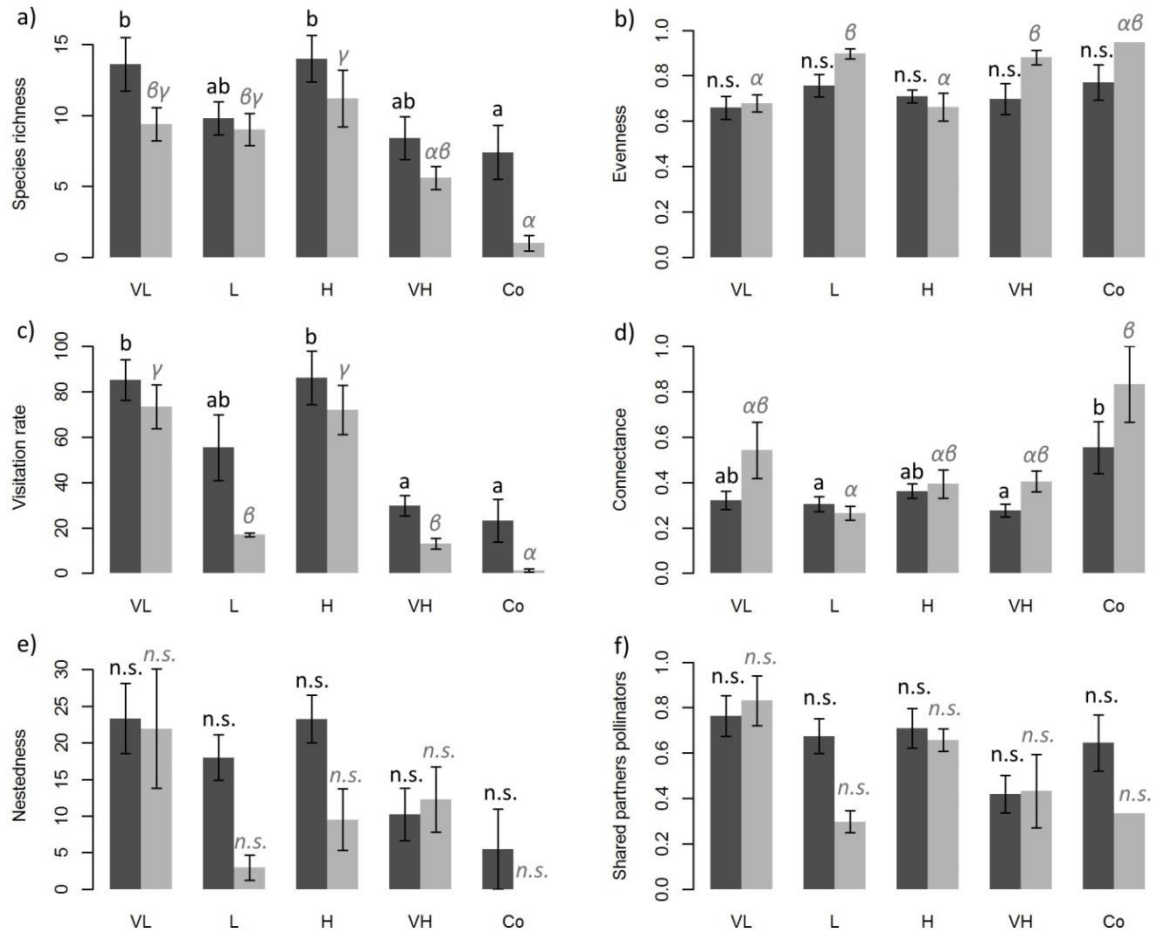 a)
Species richness
0 5 10 15
b βγ ab βγ b γ ab αβ a α
VL L H VH Co
b)
Evenness
0.0 0.2 0.4 0.6 0.8 1.0
n.s. α n.s. β n.s. α n.s. β n.s. αβ
VL L H VH Co
c)
Visitation rate
0 20 40 60 80 100
b γ ab β b γ a β a α
VL L H VH Co
d)
Connectance
0.0 0.2 0.4 0.6 0.8 1.0
ab αβ a α ab αβ a αβ b β
VL L H VH Co
e)
Nestedness
0 5 10 15 20 25 30
n.s. n.s. n.s. n.s. n.s. n.s. n.s. n.s. n.s. n.s.
VL L H VH Co
f)
Shared partners pollinators
0.0 0.2 0.4 0.6 0.8 1.0
n.s. n.s. n.s. n.s. n.s. n.s. n.s. n.s. n.s. n.s.
VL L H VH Co